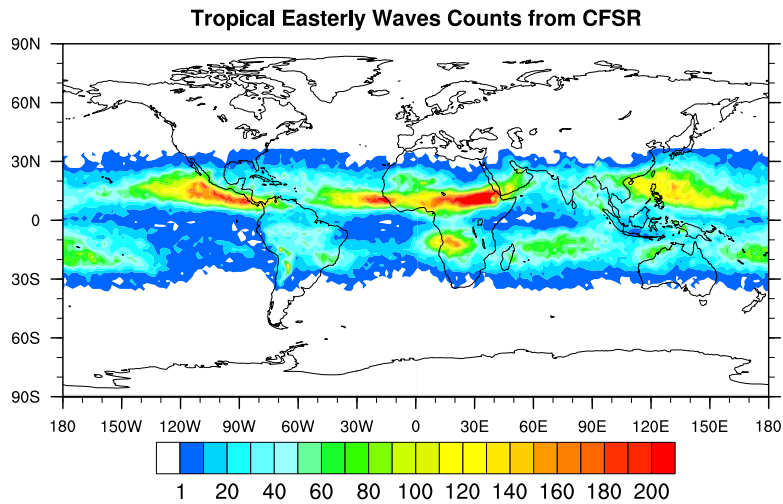 Tropical Easterly Waves Counts from CFSR
90N
60N
30N
0
30S
60S
90S
180 150W 120W 90W 60W 30W 0 30E 60E 90E 120E 150E 180
1 20 40 60 80 100 120 140 160 180 200